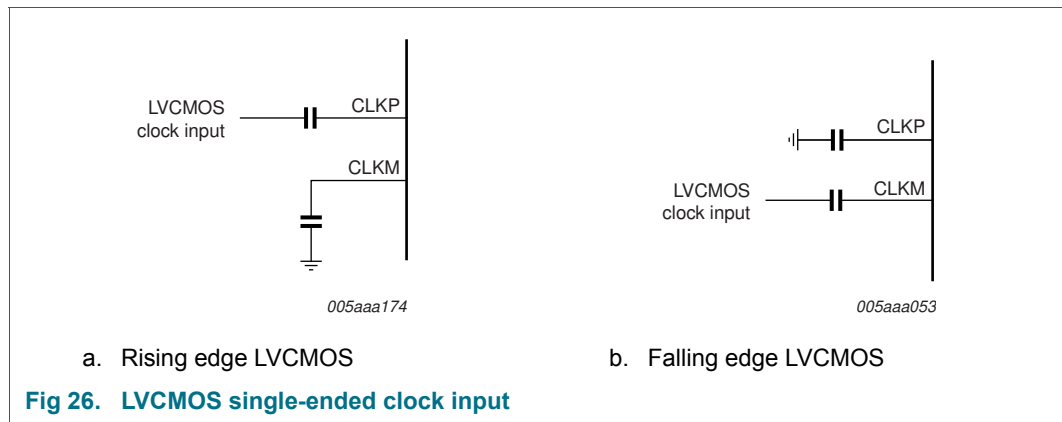 LVCMOS
clock input
CLKP
CLKM
005aaa174
a. Rising edge LVCMOS
CLKP
LVCMOS
clock input
CLKM
005aaa053
b. Falling edge LVCMOS
Fig 26. LVCMOS single-ended clock input